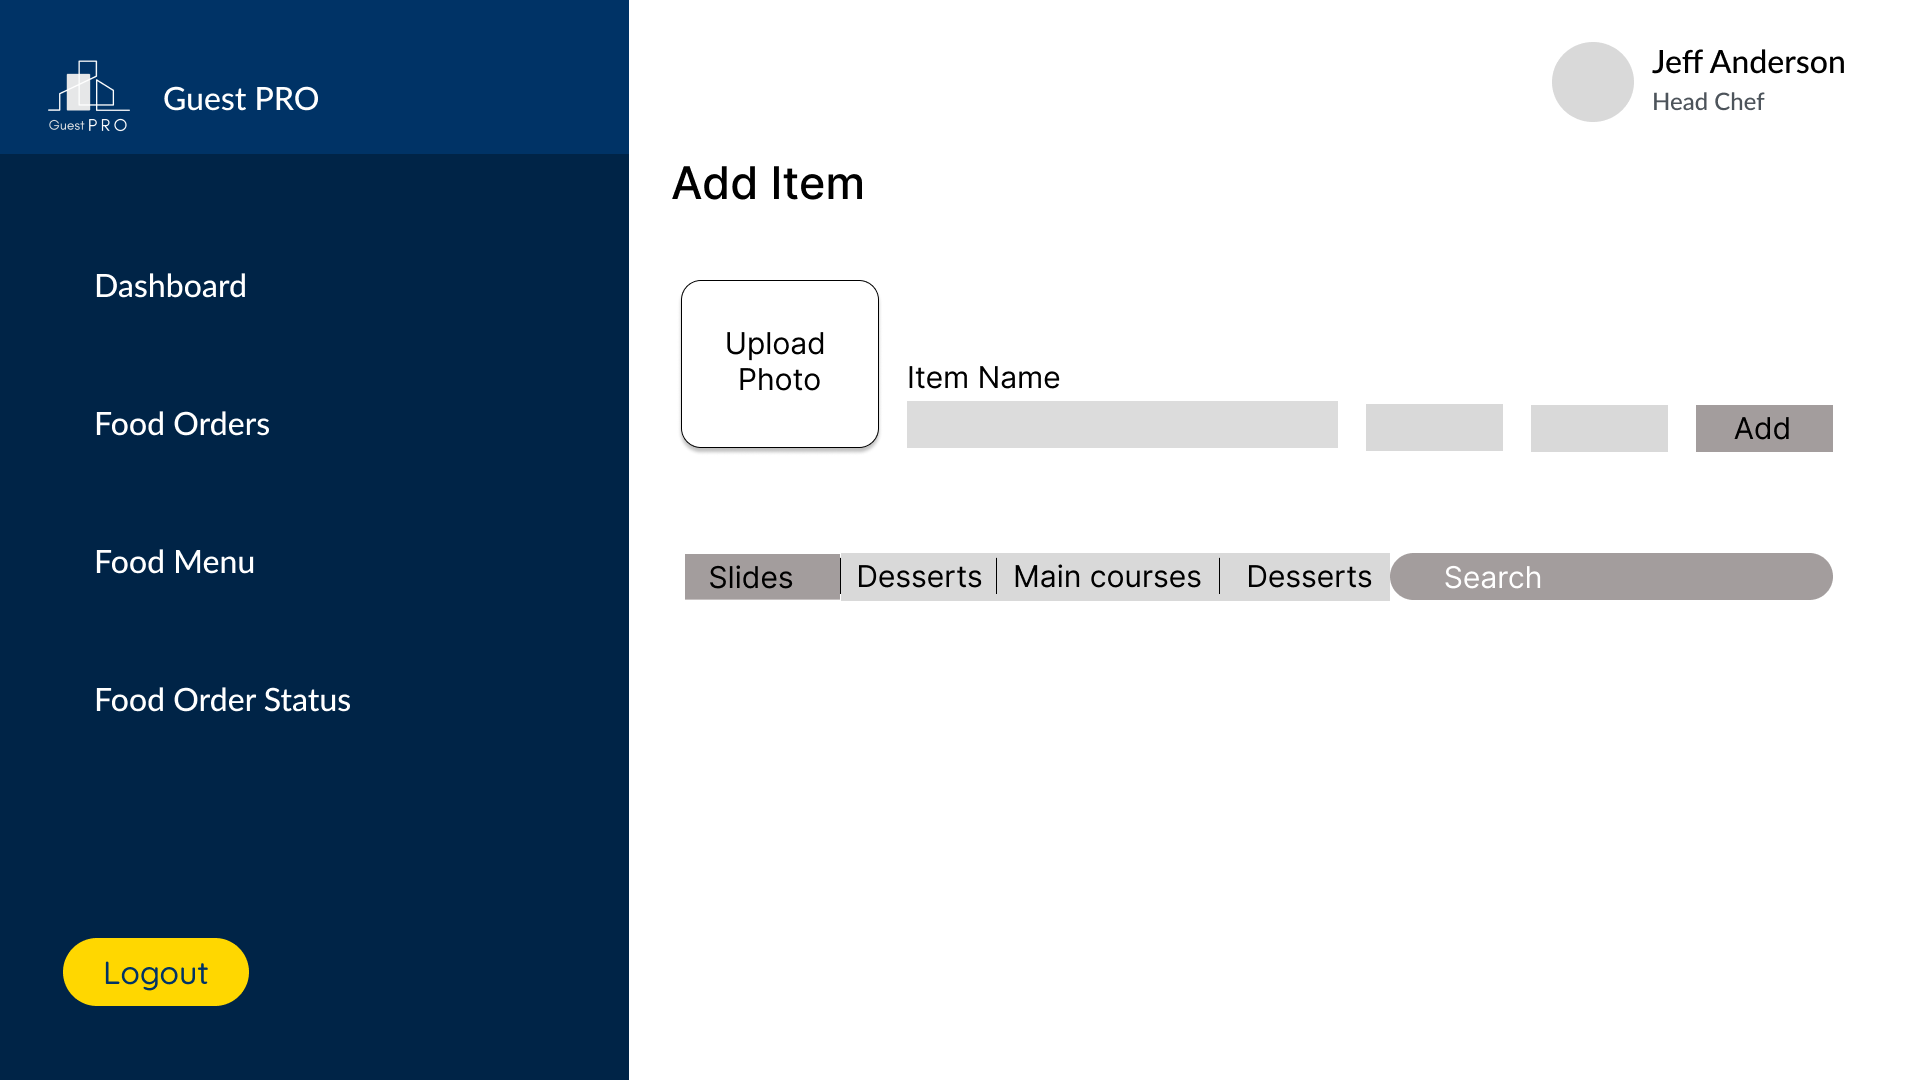 Guest PRO
Guest PRO
Dashboard
Food Orders
Food Menu
Food Order Status
Logout
Jeff Anderson
Head Chef
Add Item
Upload
Photo
Item Name
Add
Slides
Desserts
Main courses
Desserts
Search